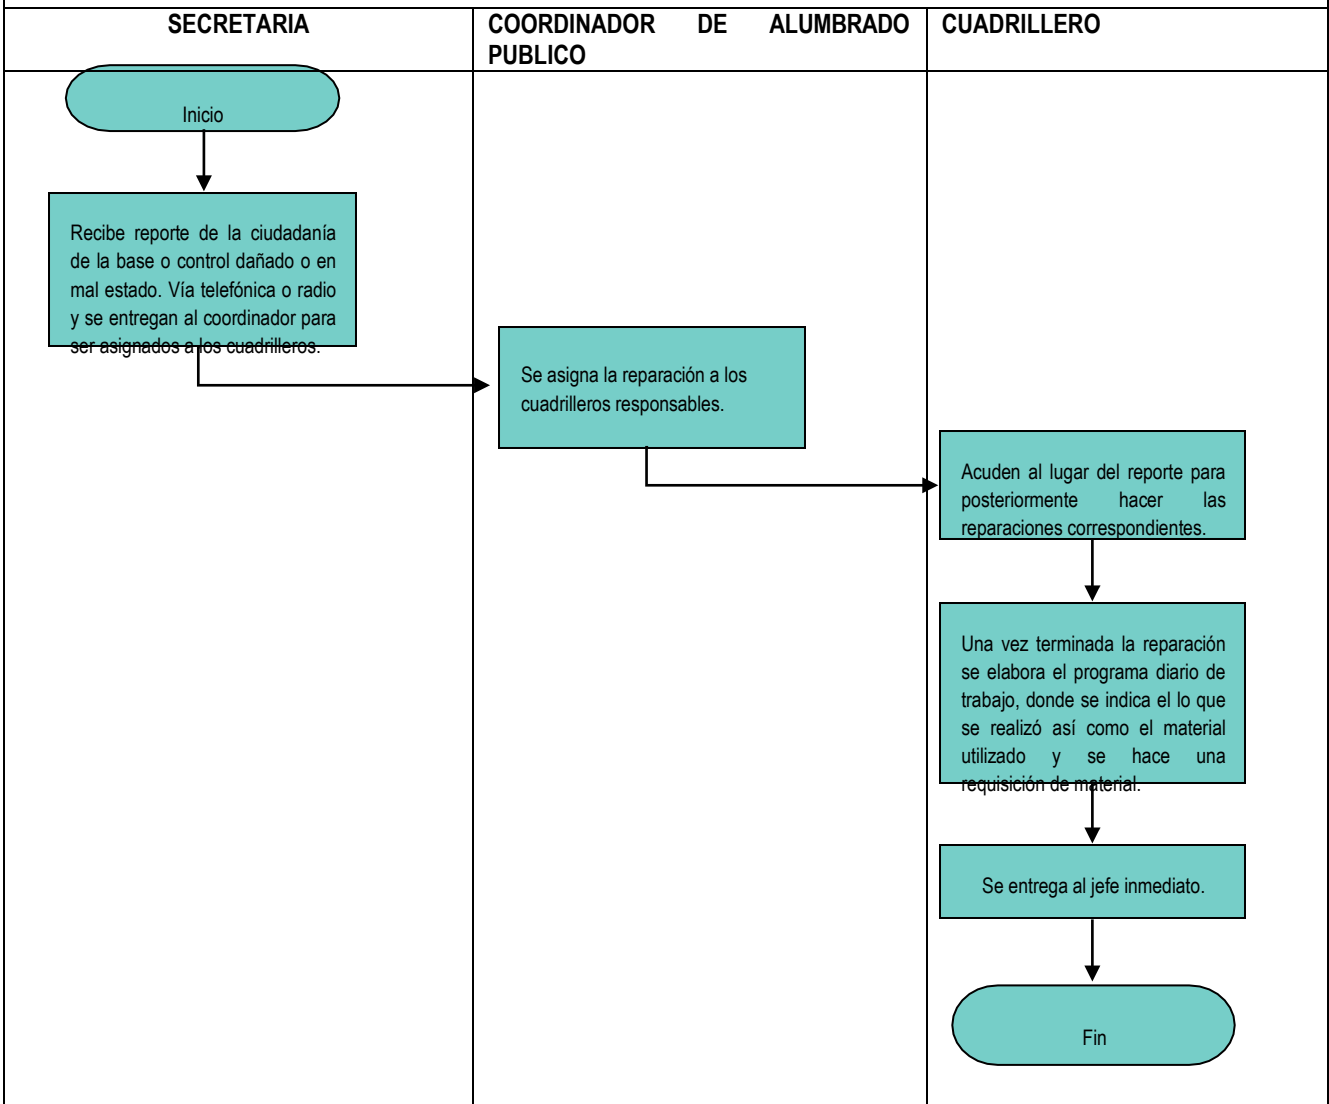 SECRETARIA
COORDINADOR DE ALUMBRADO
PUBLICO
CUADRILLERO
Inicio
Recibe reporte de la ciudadanía
de la base o control dañado o en
mal estado. Vía telefónica o radio
y se entregan al coordinador para
ser asignados a los cuadrilleros.
Se asigna la reparación a los
cuadrilleros responsables.
Acuden al lugar del reporte para
posteriormente hacer las
reparaciones correspondientes.
Una vez terminada la reparación
se elabora el programa diario de
trabajo, donde se indica el lo que
se realizó así como el material
utilizado y se hace una
requisición de material.
Se entrega al jefe inmediato.
Fin